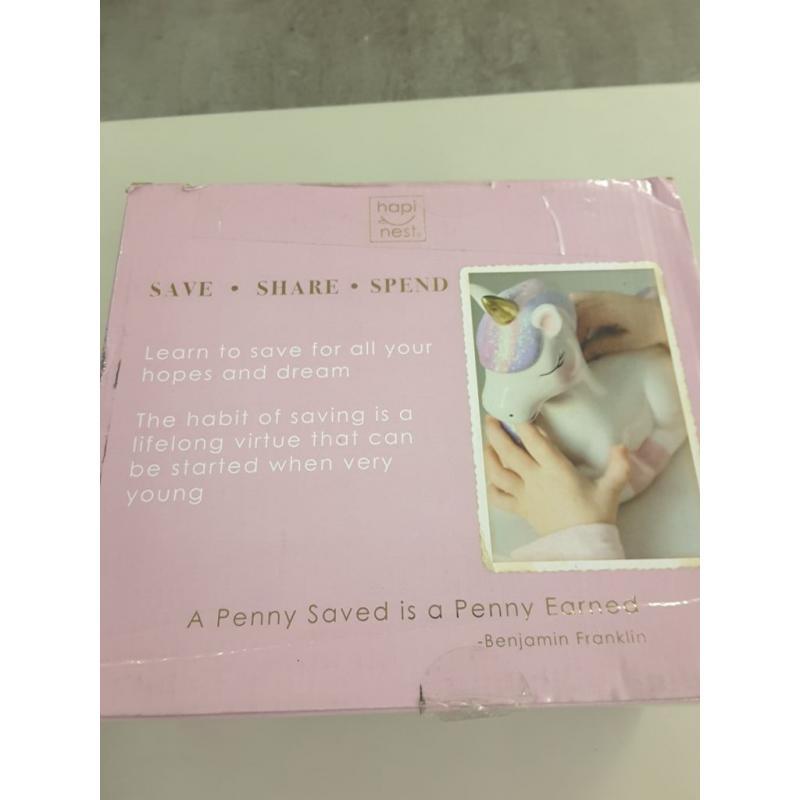 hapi
nest®
SAVE • SHARE • SPEND
Learn to save for all your
hopes and dream
The habit of saving is a
lifelong virtue that can
be started when very
young
A Penny Saved is a Penny Earned
-Benjamin Franklin